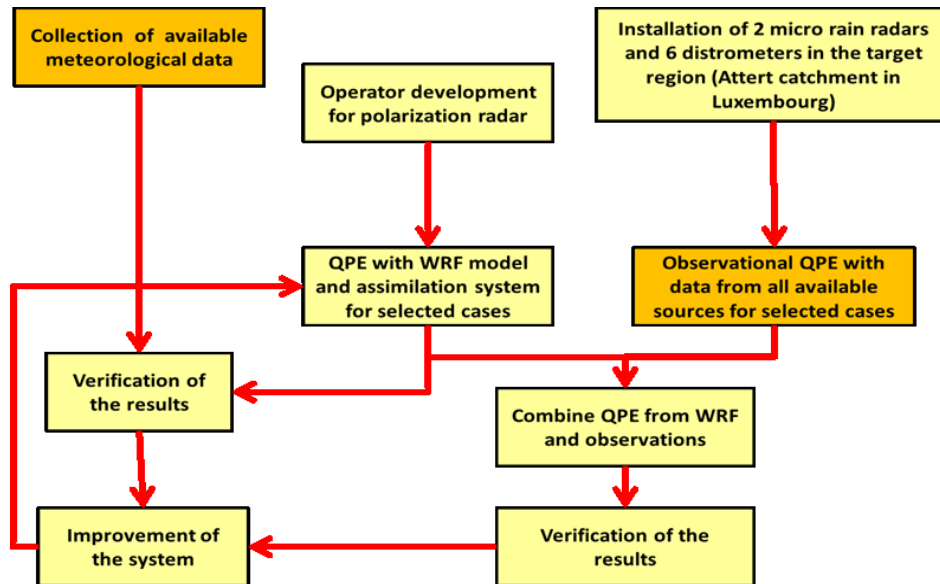 Collection of available
meteorological data
Installation of 2 micro rain radars
and 6 distrometers in the target
region (Attert catchment in
Luxembourg)
Operator development
for polarization radar
QPE with WRF model
and assimilation system
for selected cases
Observational QPE with
data from all available
sources for selected cases
Verification of
the results
Combine QPE from WRF
and observations
Improvement of
the system
Verification of the
results